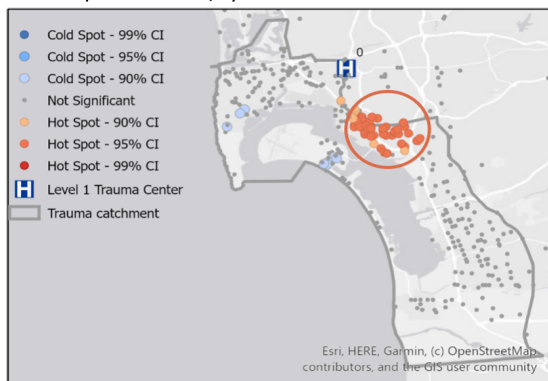 Cold Spot - 99% CI
Cold Spot - 95% CI
Cold Spot - 90% CI
Not Significant
Hot Spot - 90% CI
Hot Spot - 95% CI
Hot Spot - 99% CI
H Level 1 Trauma Center
Trauma catchment
0
H
Esri, HERE, Garmin, (c) OpenStreetMap
contributors, and the GIS user community